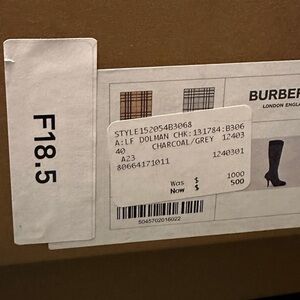 F18.5
BURBER
LONDON ENGL
STYLE152054B3068
A:LF DOLMAN CHK:131784:B306
40 CHARCOAL/GREY 12403
A23 1240301
80664171011
Was $ 1000
Now $ 500
5045702016022